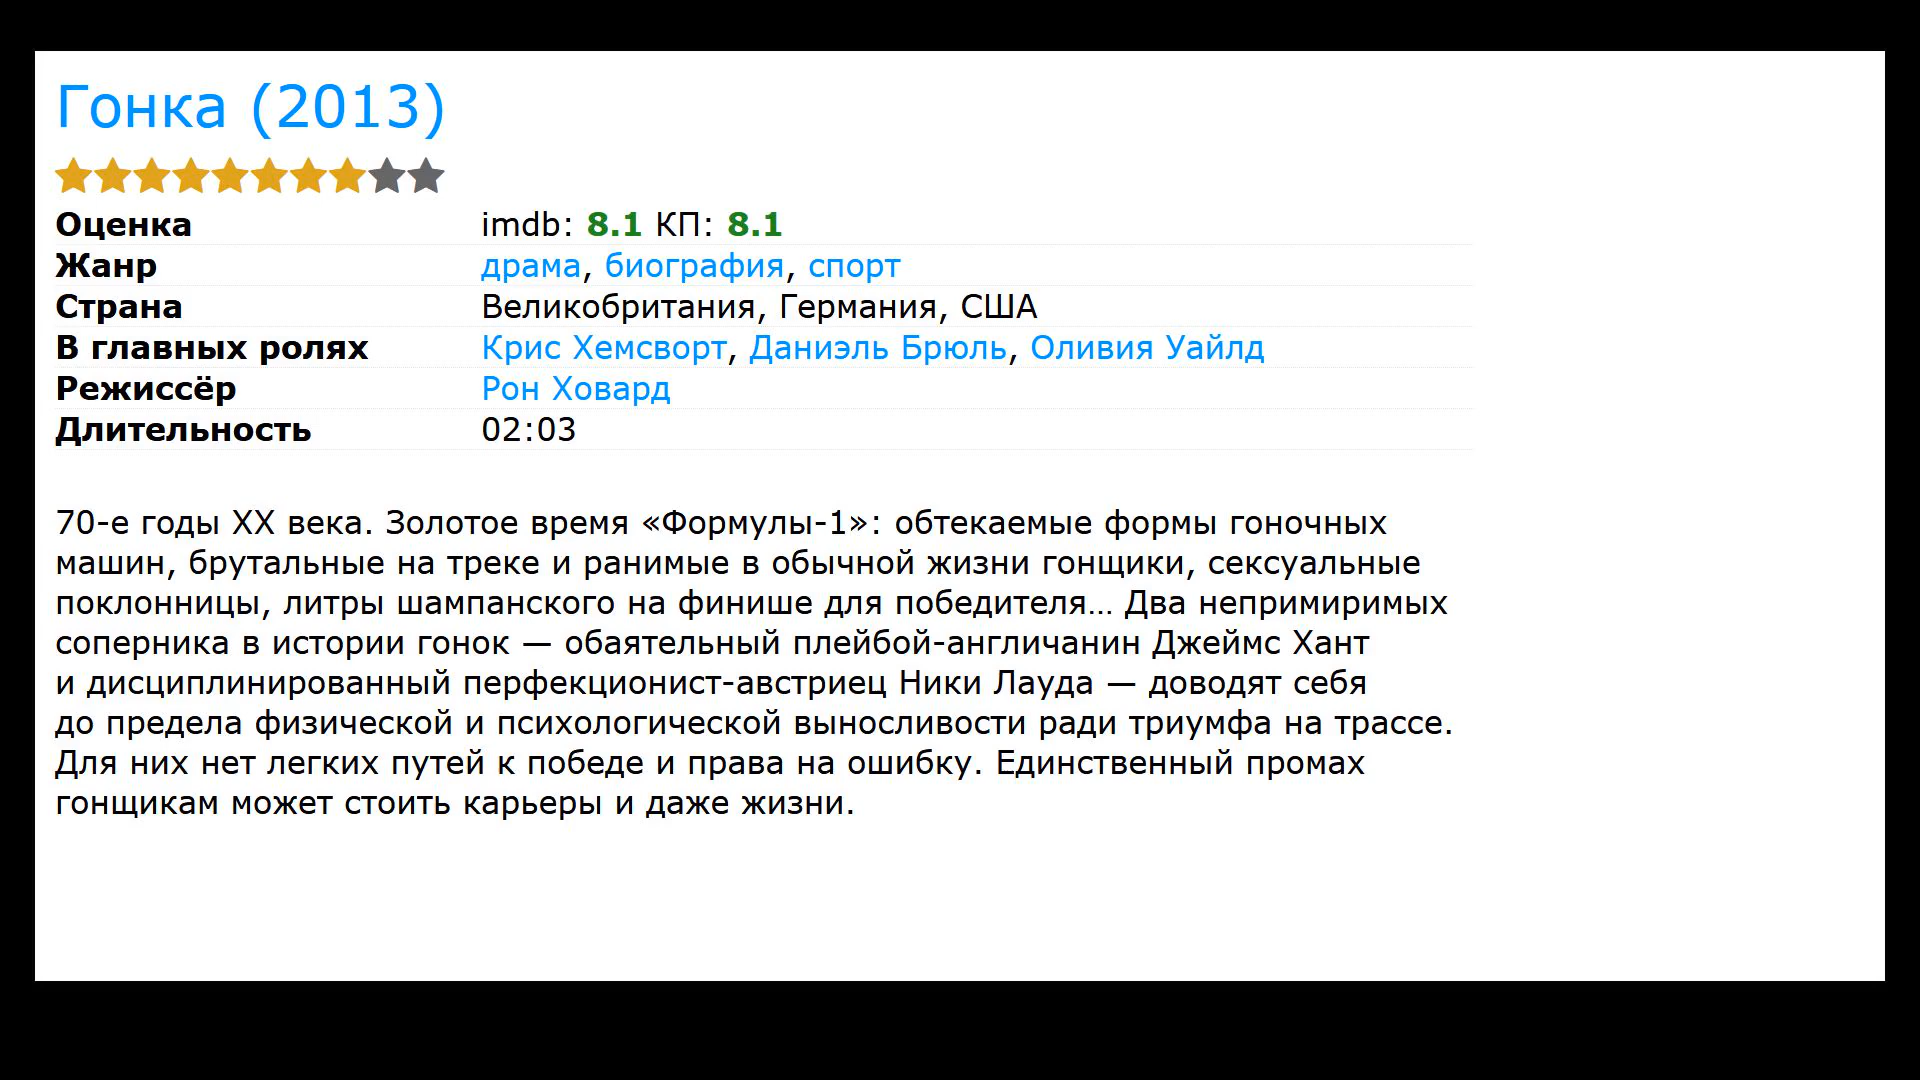 Гонка (2013)
Оценка imdb: 8.1 КП: 8.1
Жанр драма, биография, спорт
Страна Великобритания, Германия, США
В главных ролях Крис Хемсворт, Даниэль Брюль, Оливия Уайлд
Режиссёр Рон Ховард
Длительность 02:03
70-е годы XX века. Золотое время «Формулы-1»: обтекаемые формы гоночных
машин, брутальные на треке и ранимые в обычной жизни гонщики, сексуальные
поклонницы, литры шампанского на финише для победителя... Два непримиримых
соперника в истории гонок — обаятельный плейбой-англичанин Джеймс Хант
и дисциплинированный перфекционист-австриец Ники Лауда — доводят себя
до предела физической и психологической выносливости ради триумфа на трассе.
Для них нет легких путей к победе и права на ошибку. Единственный промах
гонщикам может стоить карьеры и даже жизни.